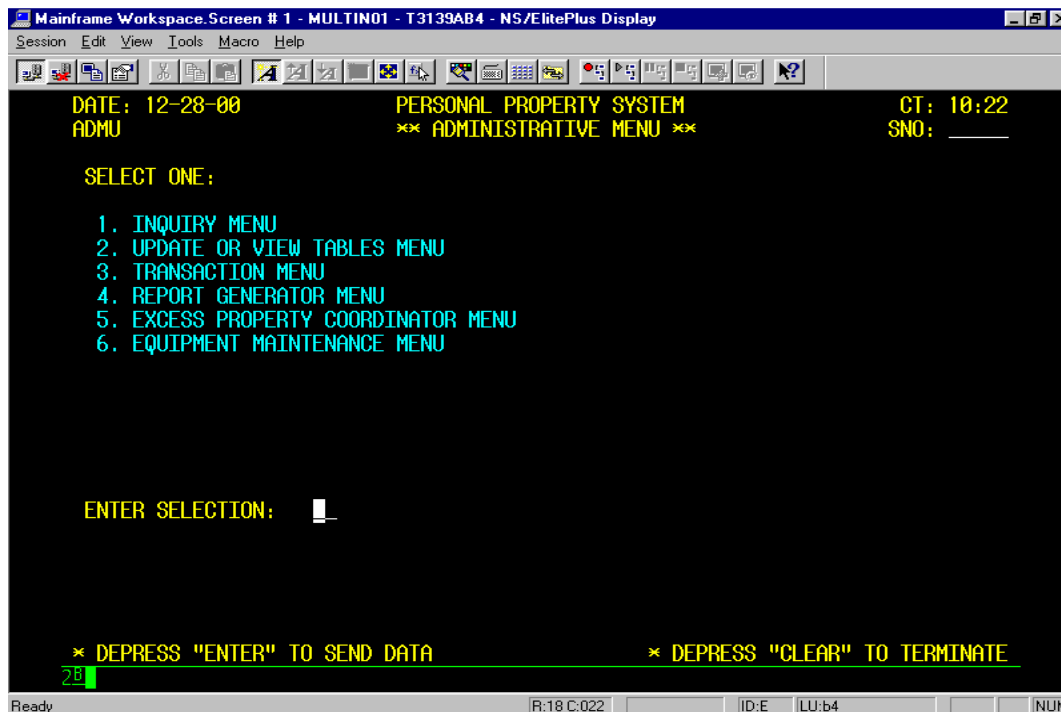 Mainframe Workspace.Screen # 1 - MULTIN01 - T3139AB4 - NS/ElitePlus Display
Session Edit View Tools Macro Help
DATE: 12-28-00 PERSONAL PROPERTY SYSTEM CT: 10:22
ADMU ** ADMINISTRATIVE MENU ** SNO: _____
SELECT ONE:
1. INQUIRY MENU
2. UPDATE OR VIEW TABLES MENU
3. TRANSACTION MENU
4. REPORT GENERATOR MENU
5. EXCESS PROPERTY COORDINATOR MENU
6. EQUIPMENT MAINTENANCE MENU
ENTER SELECTION: __
* DEPRESS "ENTER" TO SEND DATA * DEPRESS "CLEAR" TO TERMINATE
2B
Ready R:18 C:022 ID:E LU:b4